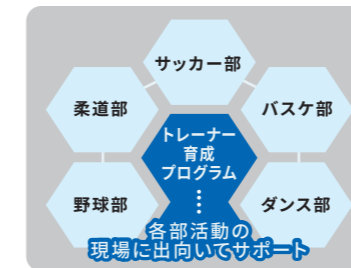 サッカー部
柔道部
バスケ部
トレーナー
育成
プログラム
野球部
ダンス部
各部活動の
現場に出向いてサポート